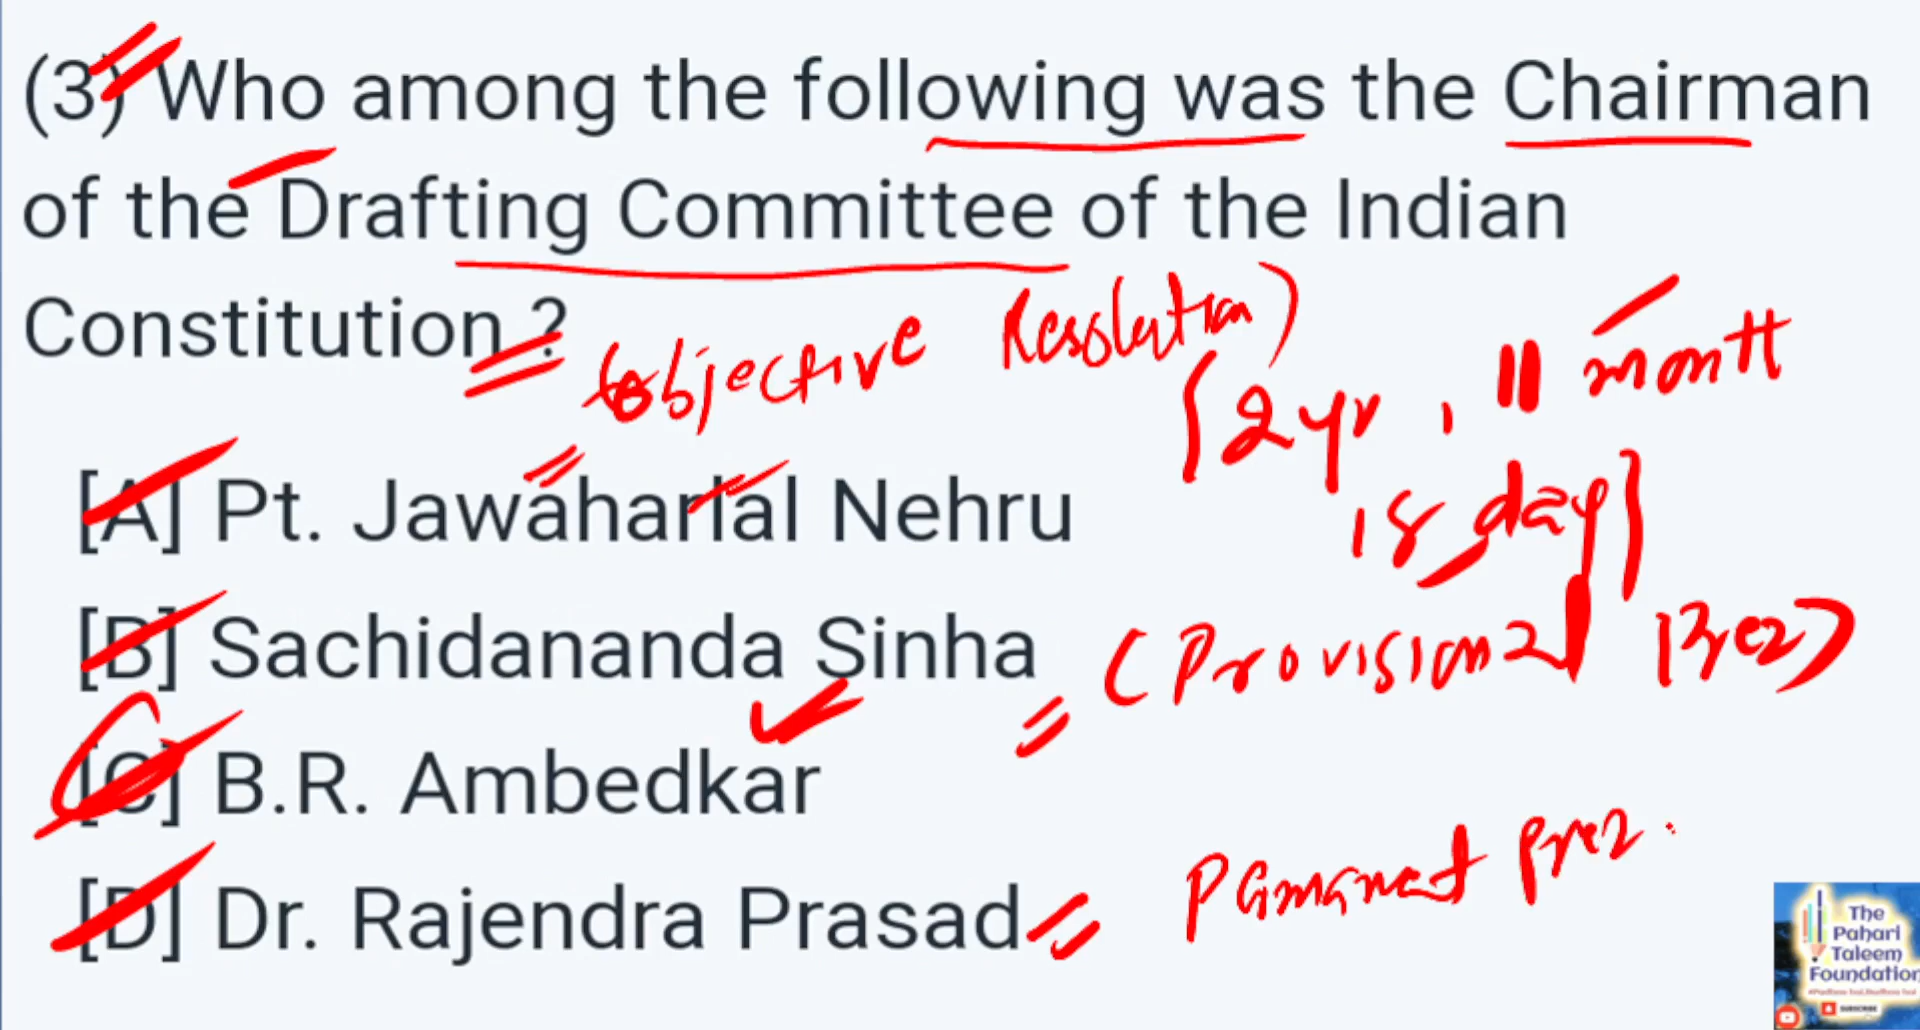 (3) Who among the following was the Chairman
of the Drafting Committee of the Indian
Constitution ?
objective Resolution)
{2 yr, 11 month
18 day}
[A] Pt. Jawaharlal Nehru
[B] Sachidananda Sinha
(Provisional Prez)
[C] B.R. Ambedkar
[D] Dr. Rajendra Prasad
Pamanet prez.
The
Pahari
Taleem
Foundation
SUBSCRIBE